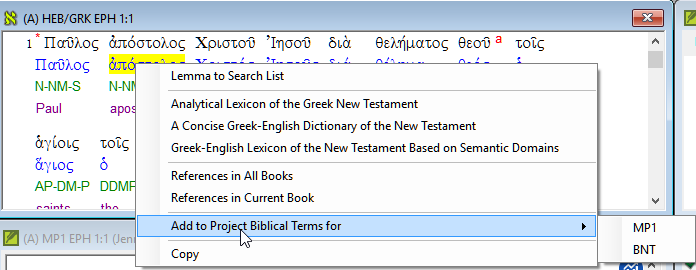 (A) HEB/GRK EPH 1:1
1 * Παῦλος ἀπόστολος Χριστοῦ Ἰησοῦ διὰ θελήματος θεοῦ a τοῖς
Παῦλος
N-NM-S N-NM
Paul apos
ἁγίοις τοῖς
ἅγιος ὁ
AP-DM-P DDMP
saints the
Lemma to Search List
Analytical Lexicon of the Greek New Testament
A Concise Greek-English Dictionary of the New Testament
Greek-English Lexicon of the New Testament Based on Semantic Domains
References in All Books
References in Current Book
Add to Project Biblical Terms for
Copy
MP1
BNT
(A) MP1 EPH 1:1 (Jenn